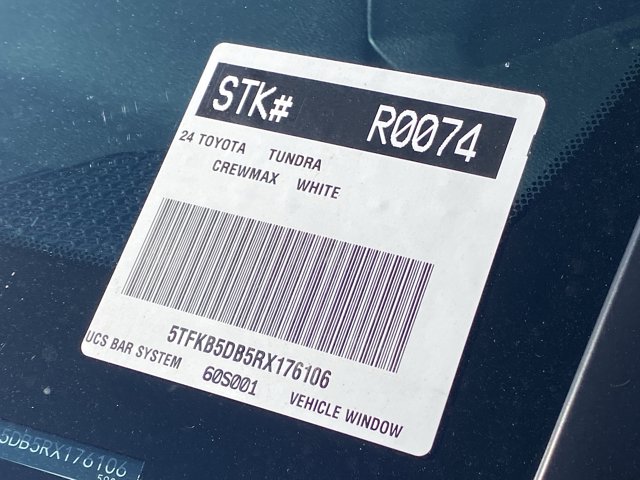 STK# R0074
24 TOYOTA TUNDRA
CREWMAX WHITE
5TFKB5DB5RX176106
UCS BAR SYSTEM 60S001 VEHICLE WINDOW
5DB5RX176106